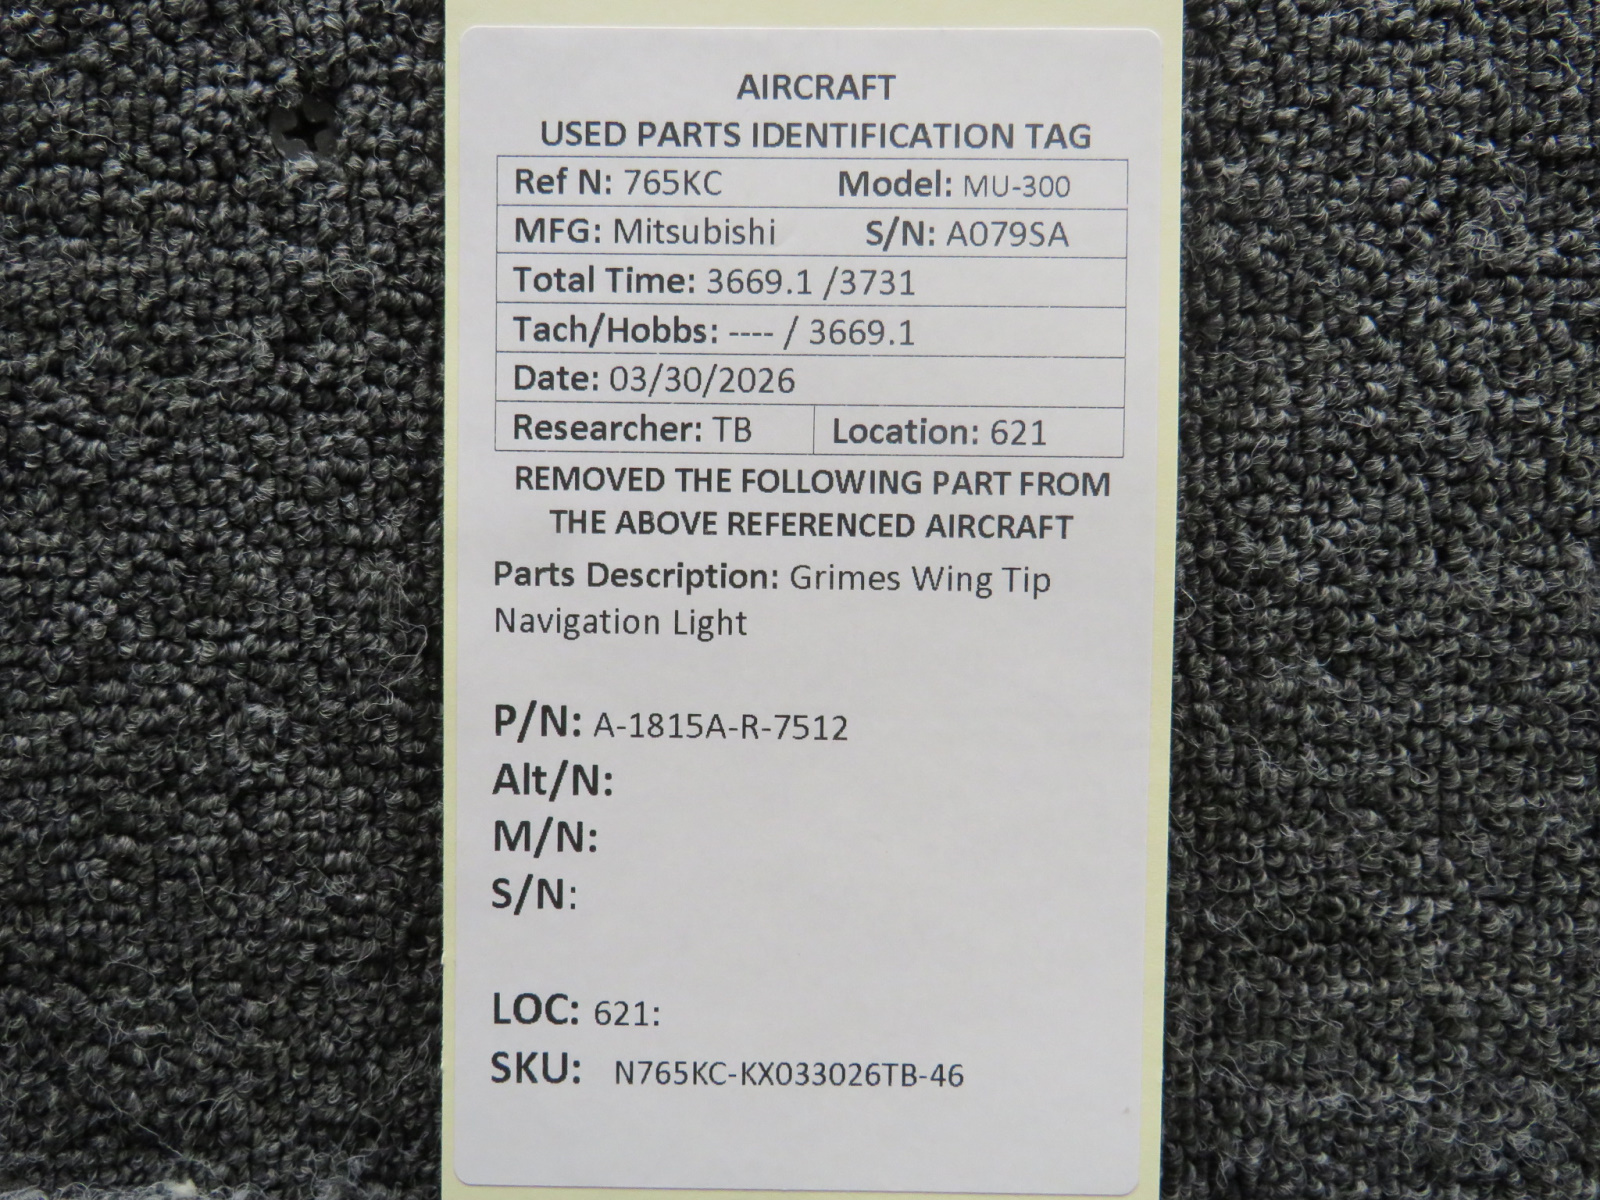 AIRCRAFT
USED PARTS IDENTIFICATION TAG
Ref N: 765KC Model: MU-300
MFG: Mitsubishi S/N: A079SA
Total Time: 3669.1 /3731
Tach/Hobbs: ---- / 3669.1
Date: 03/30/2026
Researcher: TB Location: 621
REMOVED THE FOLLOWING PART FROM
THE ABOVE REFERENCED AIRCRAFT
Parts Description: Grimes Wing Tip
Navigation Light
P/N: A-1815A-R-7512
Alt/N:
M/N:
S/N:
LOC: 621:
SKU: N765KC-KX033026TB-46